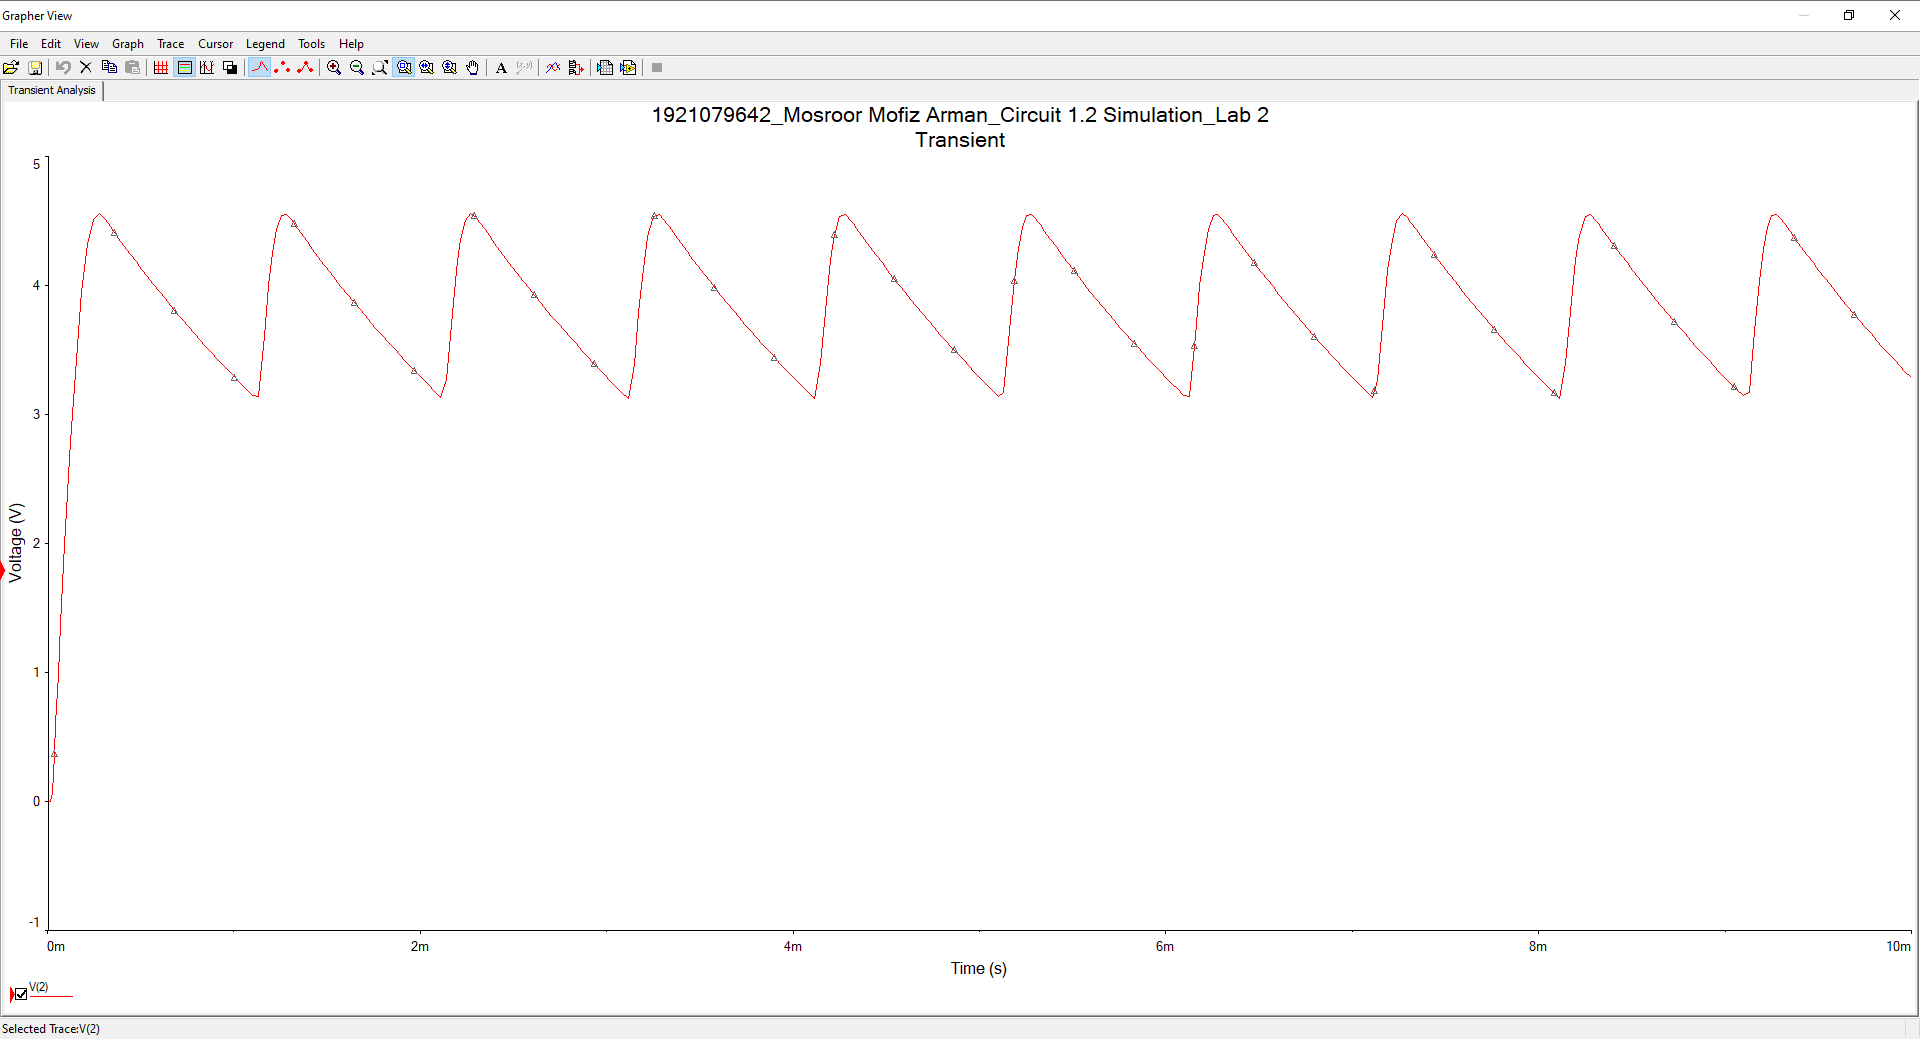 Grapher View
File Edit View Graph Trace Cursor Legend Tools Help
A
Transient Analysis
1921079642_Mosroor Mofiz Arman_Circuit 1.2 Simulation_Lab 2
Transient
5
4
3
2
1
0
-1
Voltage (V)
0m 2m 4m 6m 8m 10m
Time (s)
V(2)
Selected Trace:V(2)